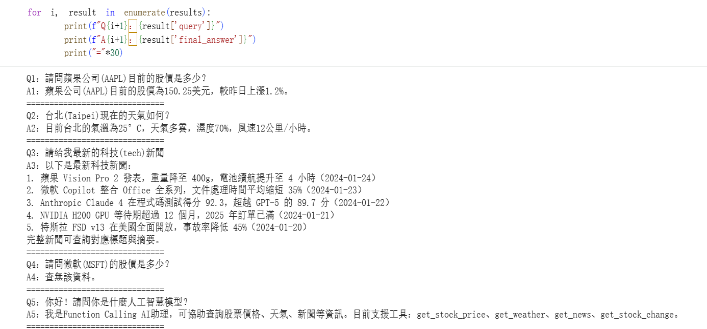 for i, result in enumerate(results):
print(f"Q{i+1}：{result['query']}")
print(f"A{i+1}：{result['final_answer']}")
print("="*30)
Q1：請問蘋果公司(AAPL)目前的股價是多少？
A1：蘋果公司(AAPL)目前的股價為150.25美元，較昨日上漲1.2%。
==============================
Q2：台北(Taipei)現在的天氣如何？
A2：目前台北的氣溫為25°C，天氣多雲，濕度70%，風速12公里/小時。
==============================
Q3：請給我最新的科技(tech)新聞
A3：以下是最新科技新聞：
1. 蘋果 Vision Pro 2 發表，重量降至 400g，電池續航提升至 4 小時（2024-01-24）
2. 微軟 Copilot 整合 Office 全系列，文件處理時間平均縮短 35%（2024-01-23）
3. Anthropic Claude 4 在程式碼測試得分 92.3，超越 GPT-5 的 89.7 分（2024-01-22）
4. NVIDIA H200 GPU 等待期超過 12 個月，2025 年訂單已滿（2024-01-21）
5. 特斯拉 FSD v13 在美國全面開放，事故率降低 45%（2024-01-20）
完整新聞可查詢對應標題與摘要。
==============================
Q4：請問微軟(MSFT)的股價是多少？
A4：查無該資料。
==============================
Q5：你好！請問你是什麼人工智慧模型？
A5：我是Function Calling AI助理，可協助查詢股票價格、天氣、新聞等資訊。目前支援工具：get_stock_price、get_weather、get_news、get_stock_change。
==============================